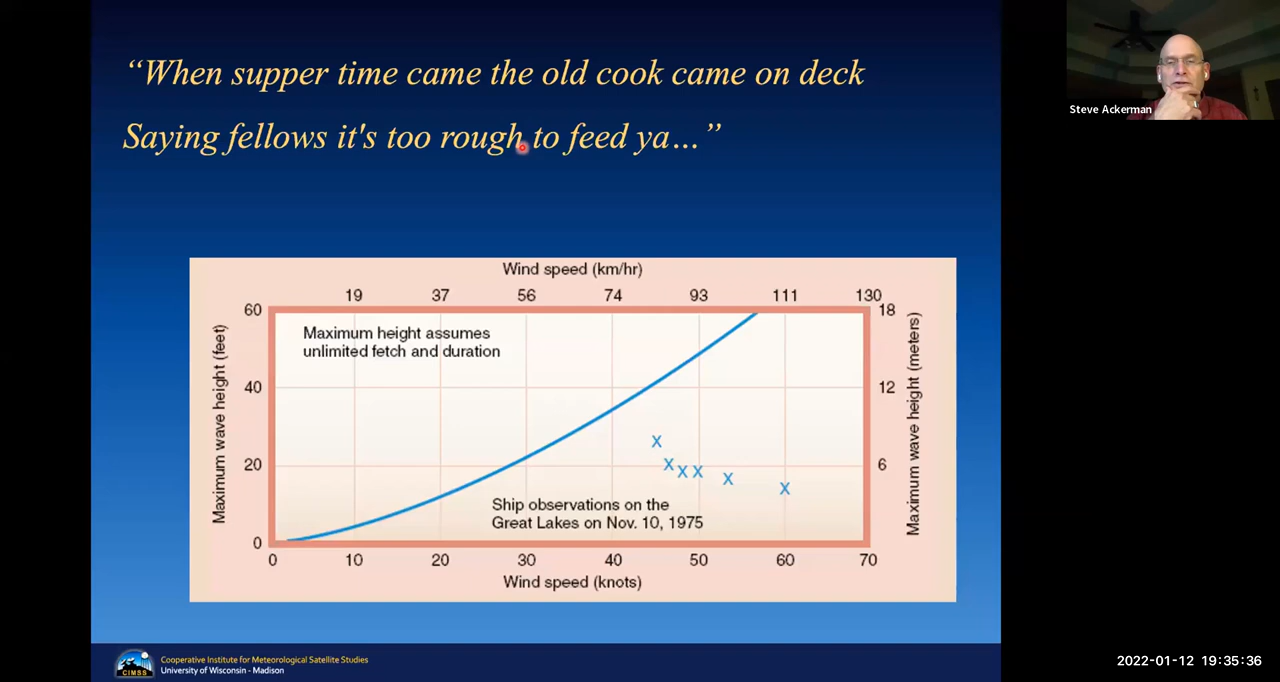 “When supper time came the old cook came on deck
Saying fellows it's too rough to feed ya…”
Steve Ackerman
Wind speed (km/hr)
19 37 56 74 93 111 130
Maximum wave height (feet)
60
40
20
0
Maximum height assumes
unlimited fetch and duration
Ship observations on the
Great Lakes on Nov. 10, 1975
18
12
6
Maximum wave height (meters)
0 10 20 30 40 50 60 70
Wind speed (knots)
CIMSS
Cooperative Institute for Meteorological Satellite Studies
University of Wisconsin - Madison
2022-01-12 19:35:36